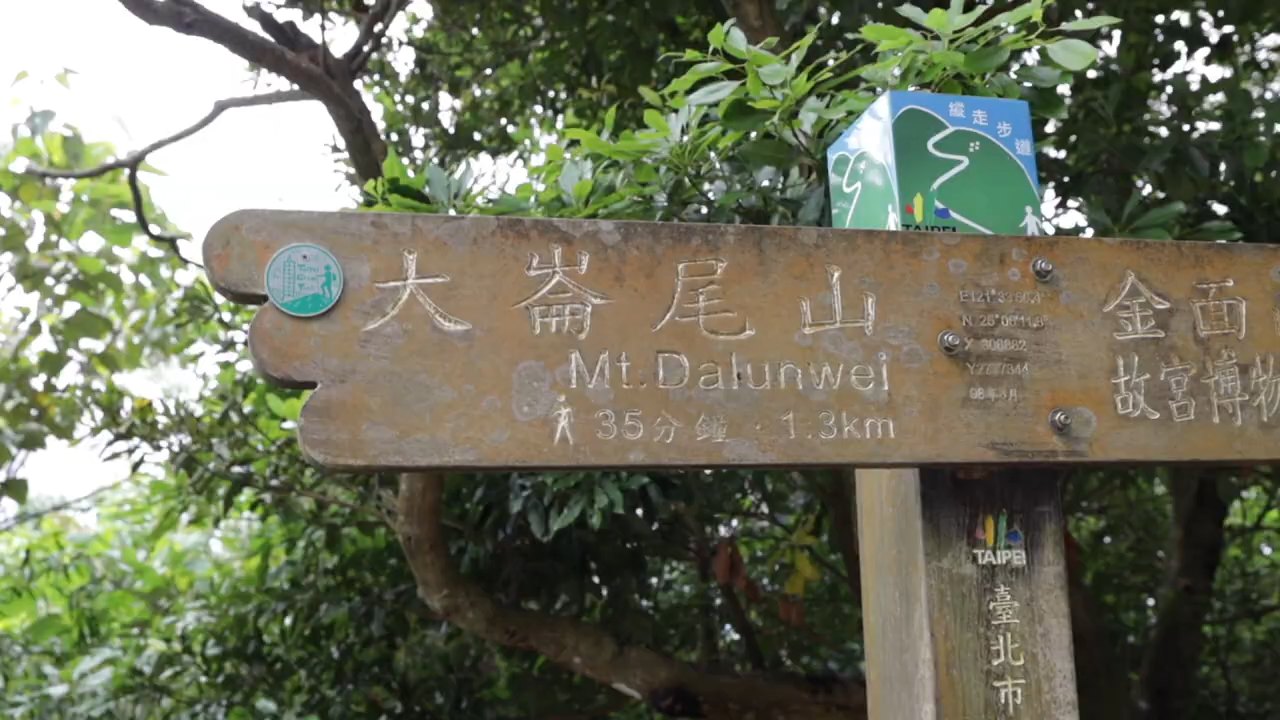 縱走步道
TAIPEI
大崙尾山
Mt. Dalunwei
35分鐘 · 1.3km
金面
故宮博物
TAIPEI
臺北市